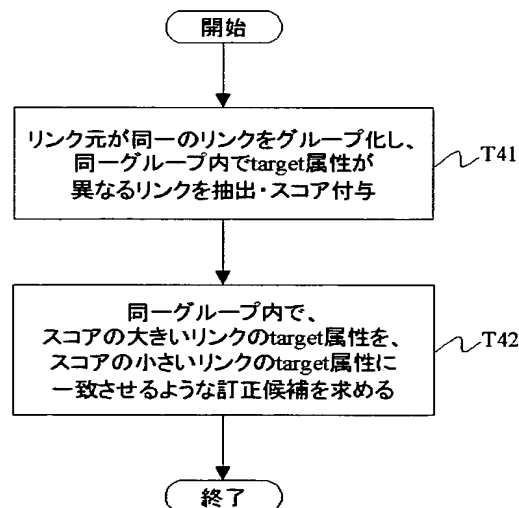 開始
リンク元が同一のリンクをグループ化し、
同一グループ内でtarget属性が
異なるリンクを抽出・スコア付与
T41
同一グループ内で、
スコアの大きいリンクのtarget属性を、
スコアの小さいリンクのtarget属性に
一致させるような訂正候補を求める
T42
終了